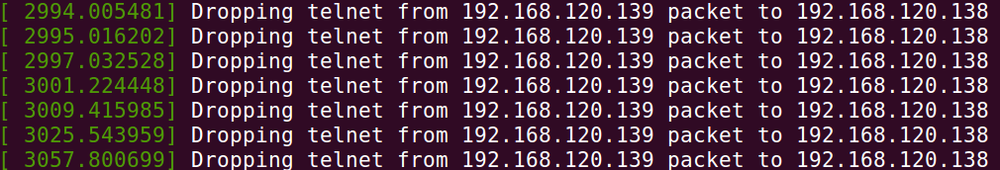 [ 2994.005481] Dropping telnet from 192.168.120.139 packet to 192.168.120.138
[ 2995.016202] Dropping telnet from 192.168.120.139 packet to 192.168.120.138
[ 2997.032528] Dropping telnet from 192.168.120.139 packet to 192.168.120.138
[ 3001.224448] Dropping telnet from 192.168.120.139 packet to 192.168.120.138
[ 3009.415985] Dropping telnet from 192.168.120.139 packet to 192.168.120.138
[ 3025.543959] Dropping telnet from 192.168.120.139 packet to 192.168.120.138
[ 3057.800699] Dropping telnet from 192.168.120.139 packet to 192.168.120.138